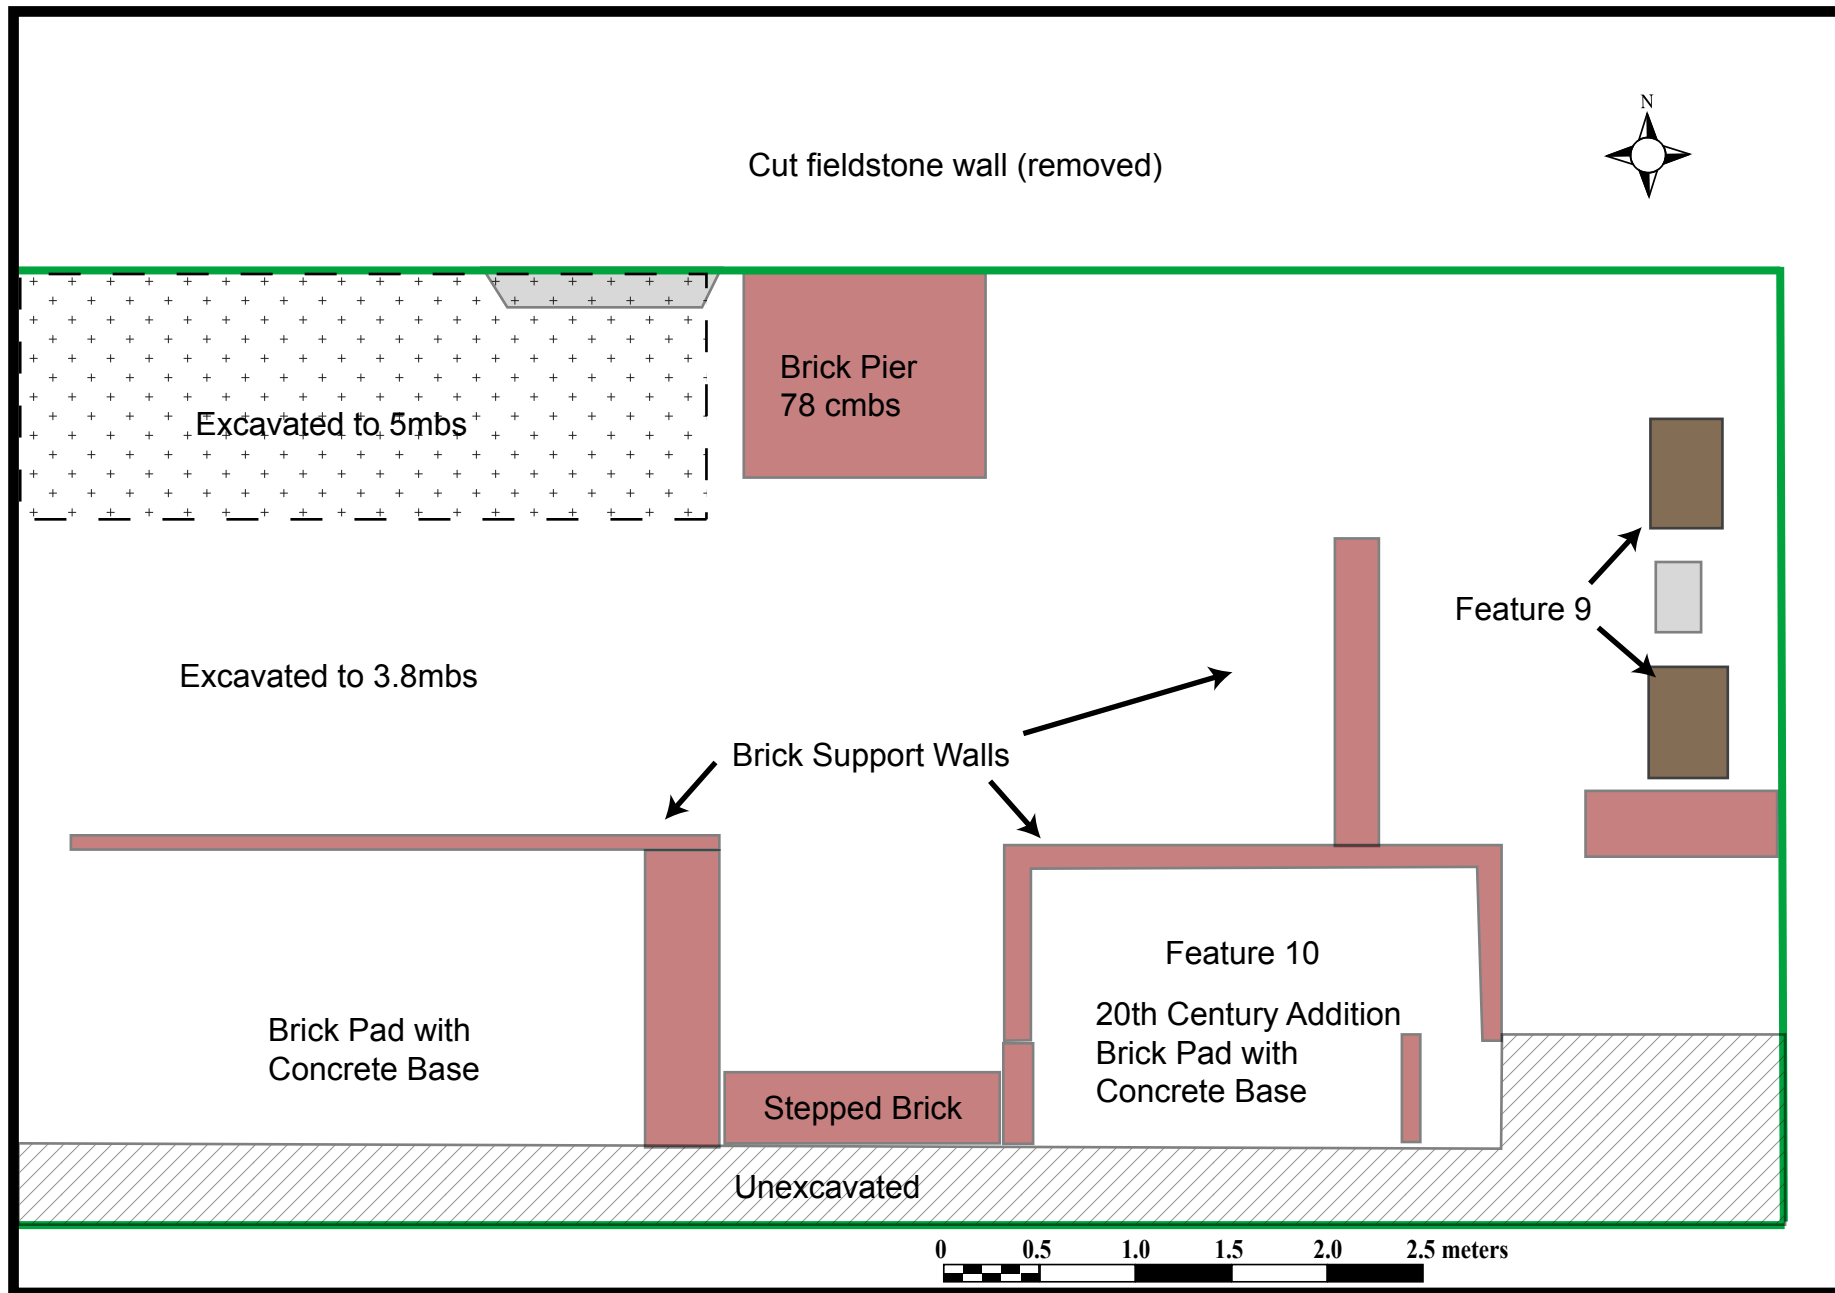 N
Cut fieldstone wall (removed)
Brick Pier
78 cmbs
Excavated to 5mbs
Feature 9
Excavated to 3.8mbs
Brick Support Walls
Feature 10
20th Century Addition
Brick Pad with
Concrete Base
Brick Pad with
Concrete Base
Stepped Brick
Unexcavated
0 0.5 1.0 1.5 2.0 2.5 meters